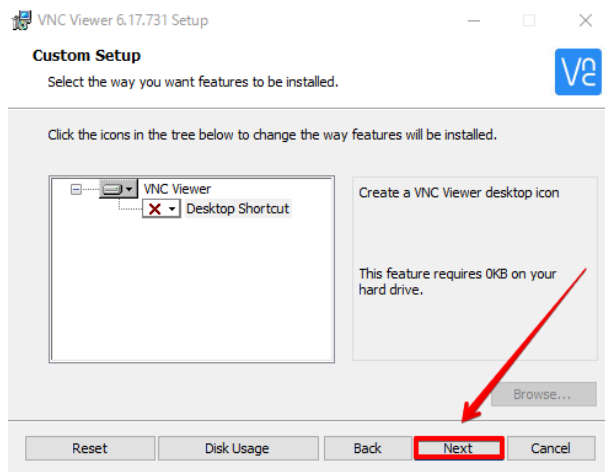 VNC Viewer 6.17.731 Setup
Custom Setup
Select the way you want features to be installed.
Click the icons in the tree below to change the way features will be installed.
VNC Viewer
Desktop Shortcut
Create a VNC Viewer desktop icon
This feature requires 0KB on your
hard drive.
Browse...
Reset
Disk Usage
Back
Next
Cancel